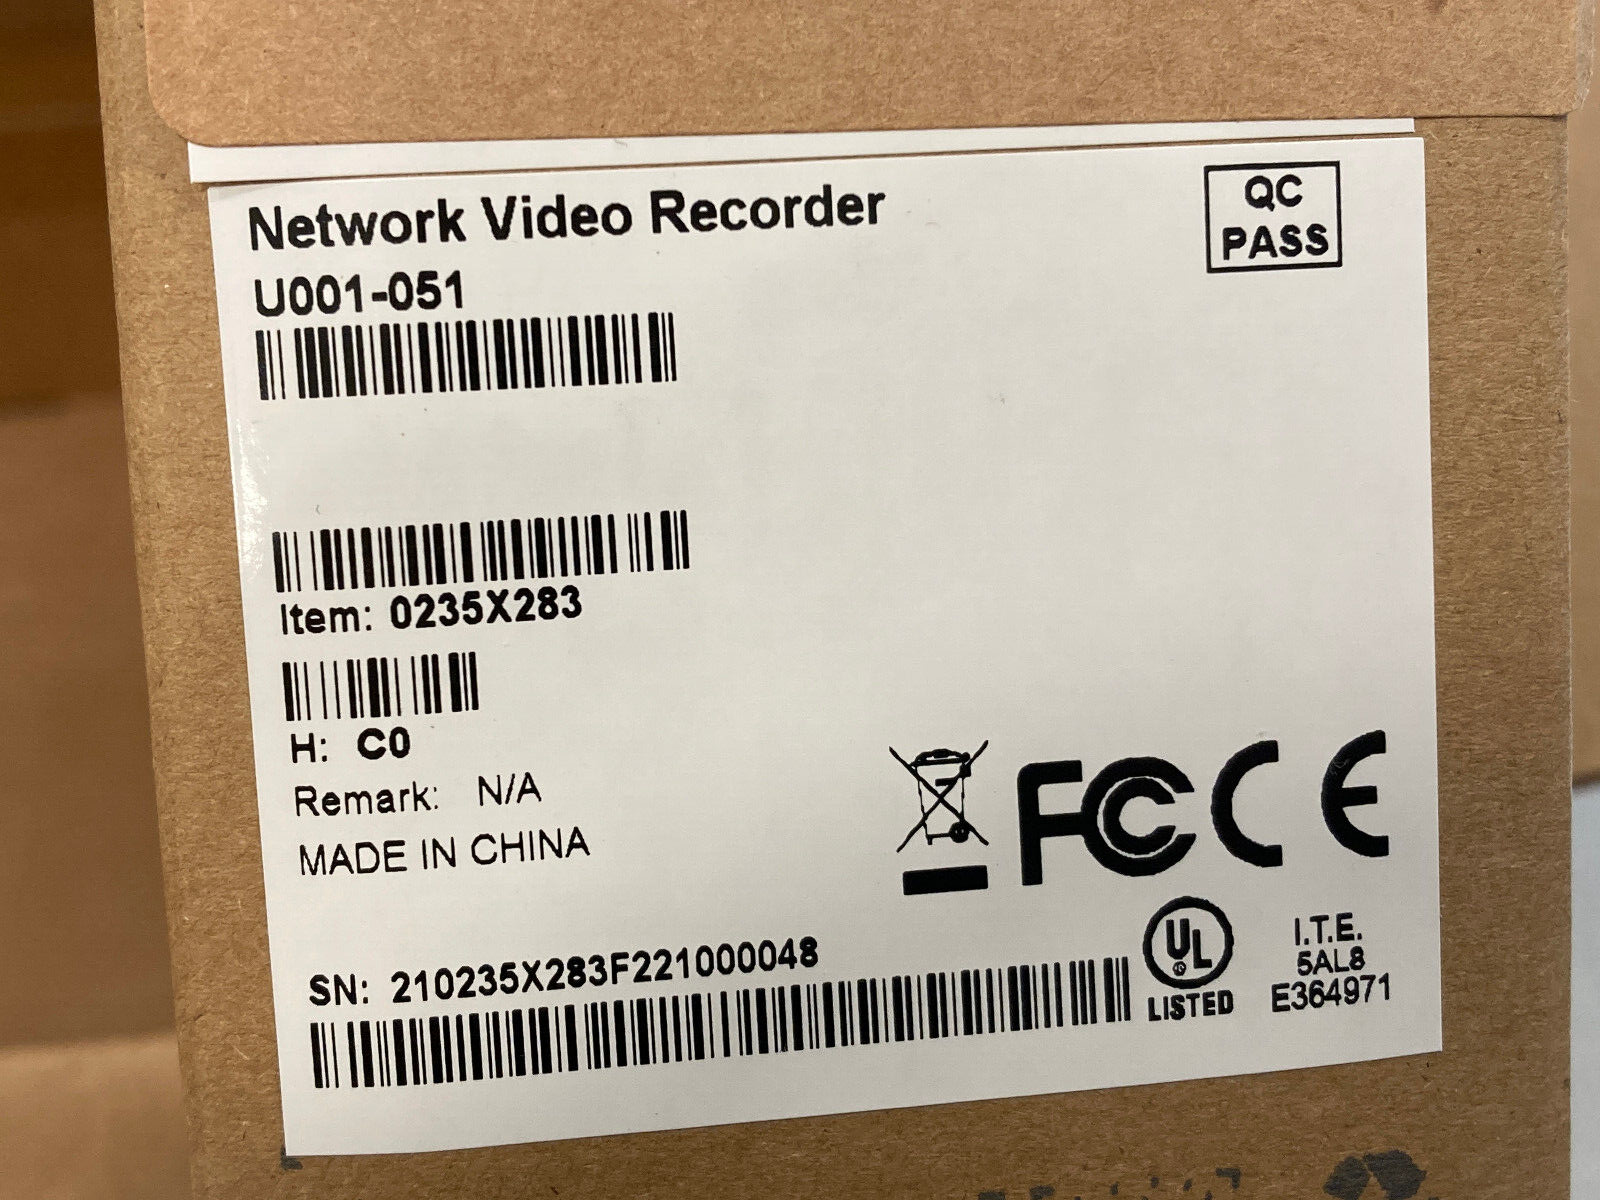 Network Video Recorder
QC
PASS
U001-051
Item: 0235X283
H: C0
Remark: N/A
MADE IN CHINA
FC CE
SN: 210235X283F221000048
UL
LISTED
I.T.E.
5AL8
E364971